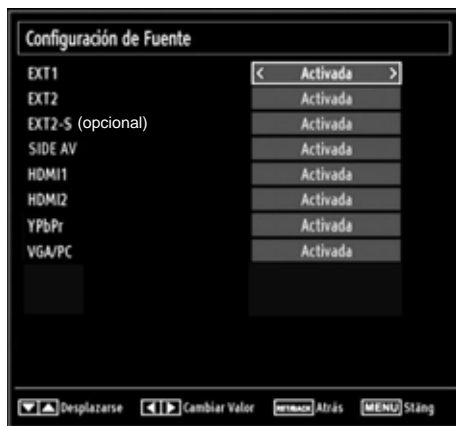 Configuración de Fuente
EXT1 < Activada >
EXT2 Activada
EXT2-S (opcional) Activada
SIDE AV Activada
HDMI1 Activada
HDMI2 Activada
YPbPr Activada
VGA/PC Activada
Desplazarse Cambiar Valor Atrás MENU Stäng